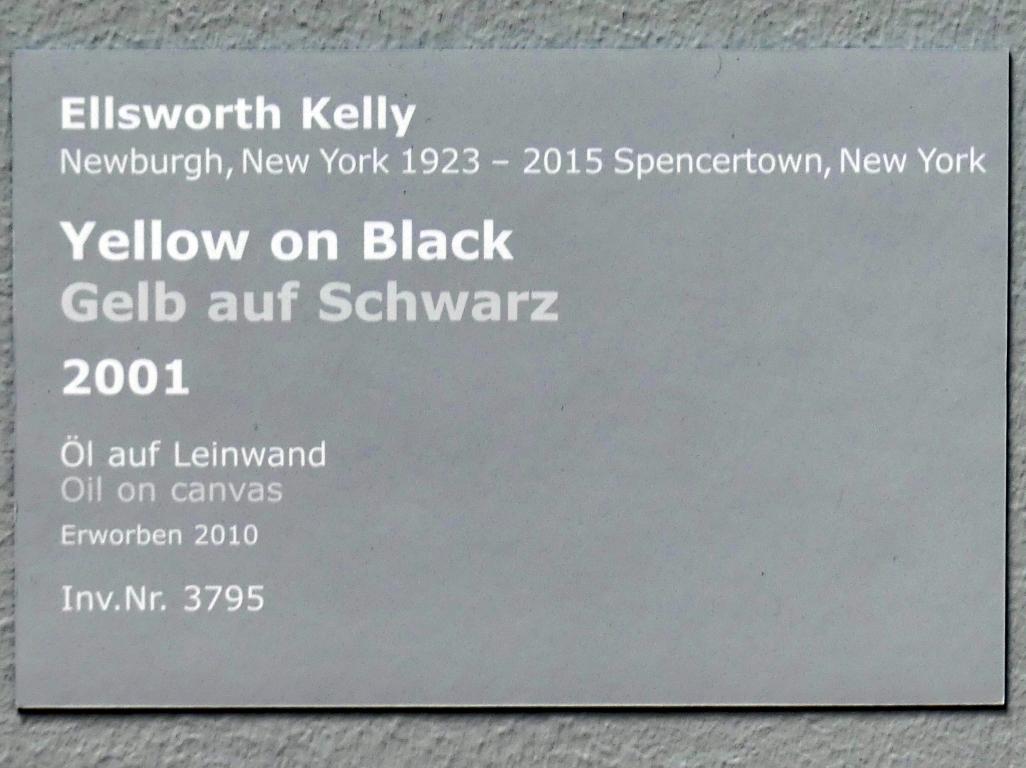 Ellsworth Kelly
Newburgh, New York 1923 – 2015 Spencertown, New York
Yellow on Black
Gelb auf Schwarz
2001
Öl auf Leinwand
Oil on canvas
Erworben 2010
Inv.Nr. 3795